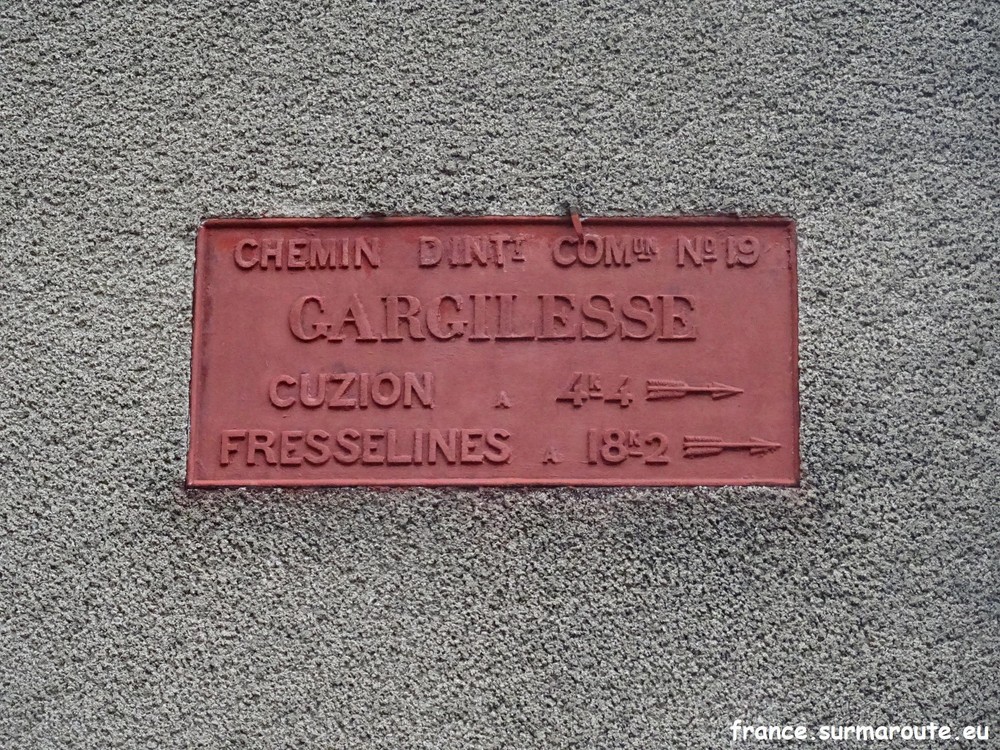 CHEMIN D'INTT COMUN NO 19
GARGILESSE
CUZION A 4K4
FRESSELINES A 18K2
france.surmaroute.eu